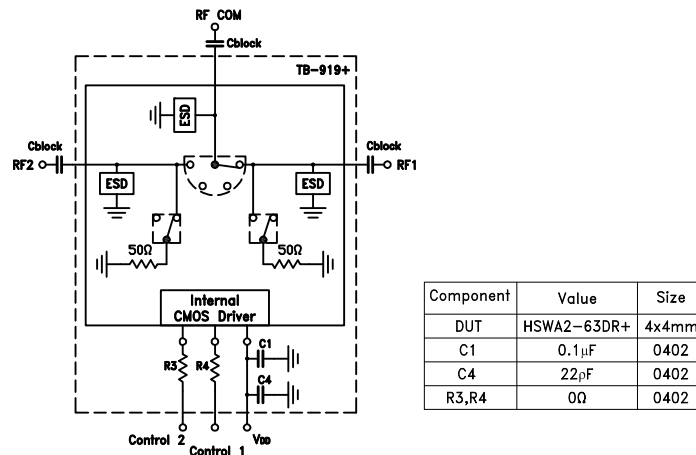 RF COM
Cblock
TB-919+
ESD
Cblock
Cblock
RF2
RF1
ESD
ESD
50Ω
50Ω
Internal
CMOS Driver
R3
R4
C1
C4
Control 2
Control 1
VDD
Component Value Size
DUT HSWA2-63DR+ 4x4mm
C1 0.1μF 0402
C4 22pF 0402
R3,R4 0Ω 0402